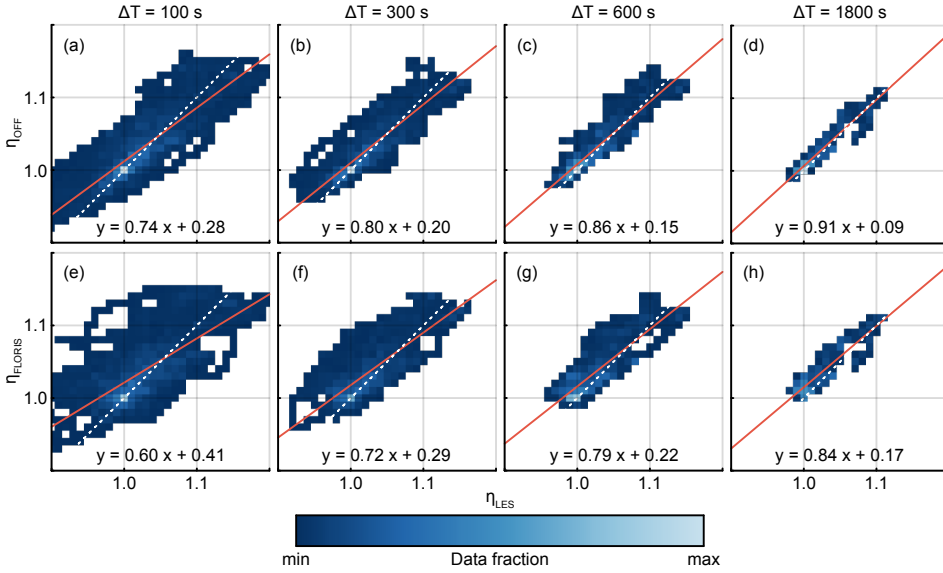 ΔT = 100 s ΔT = 300 s ΔT = 600 s ΔT = 1800 s
(a) (b) (c) (d)
1.1
η_OFF
1.0
y = 0.74 x + 0.28 y = 0.80 x + 0.20 y = 0.86 x + 0.15 y = 0.91 x + 0.09
(e) (f) (g) (h)
1.1
η_FLORIS
1.0
y = 0.60 x + 0.41 y = 0.72 x + 0.29 y = 0.79 x + 0.22 y = 0.84 x + 0.17
1.0 1.1 1.0 1.1 1.0 1.1 1.0 1.1
η_LES
min Data fraction max